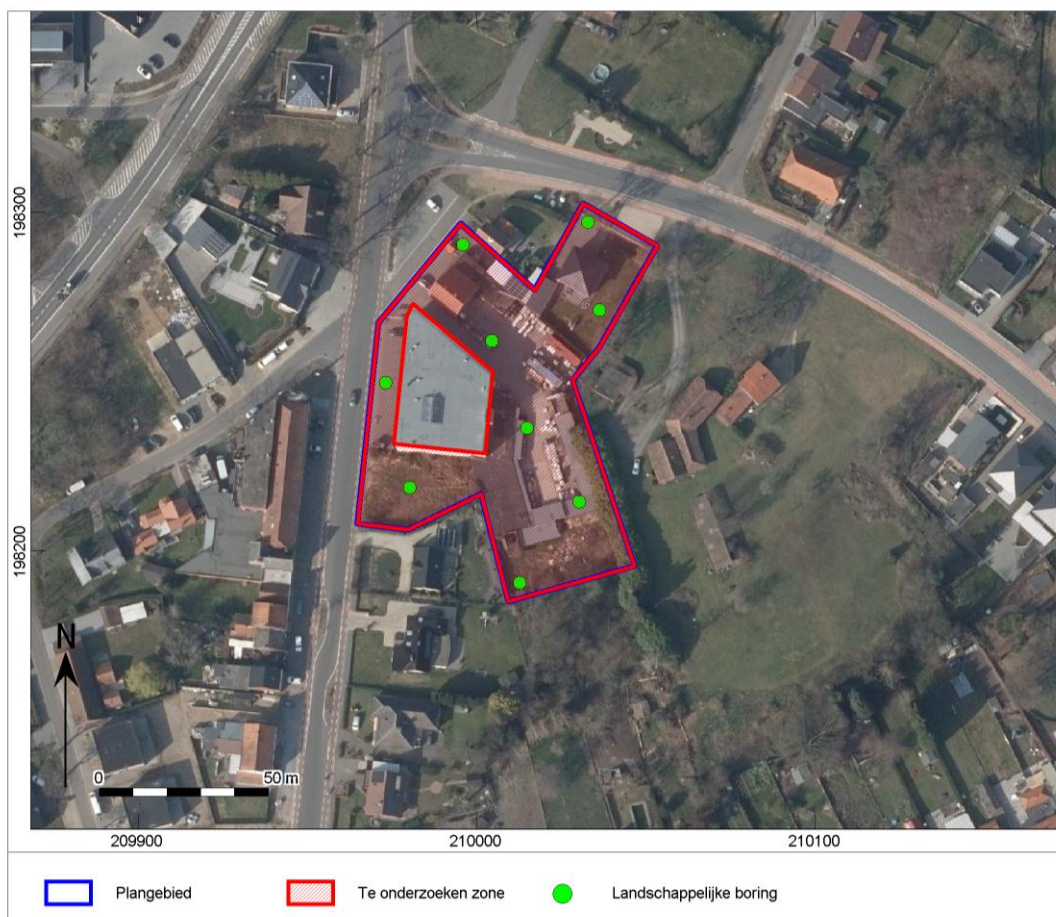 198300
198200
N
0 50 m
209900 210000 210100
Plangebied Te onderzoeken zone Landschappelijke boring